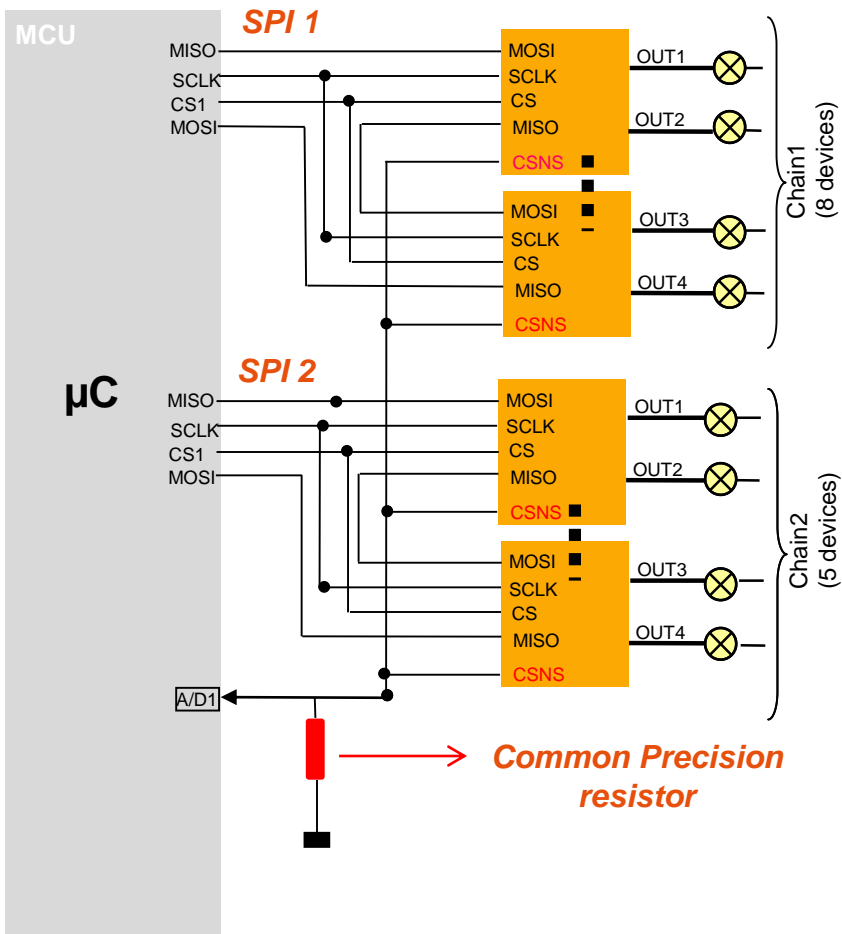 MCU
SPI 1
MISO
SCLK
CS1
MOSI
MOSI
SCLK
CS
MISO
CSNS
OUT1
OUT2
MOSI
SCLK
CS
MISO
CSNS
OUT3
OUT4
Chain1
(8 devices)
µC
SPI 2
MISO
SCLK
CS1
MOSI
MOSI
SCLK
CS
MISO
CSNS
OUT1
OUT2
MOSI
SCLK
CS
MISO
CSNS
OUT3
OUT4
Chain2
(5 devices)
A/D1
Common Precision
resistor